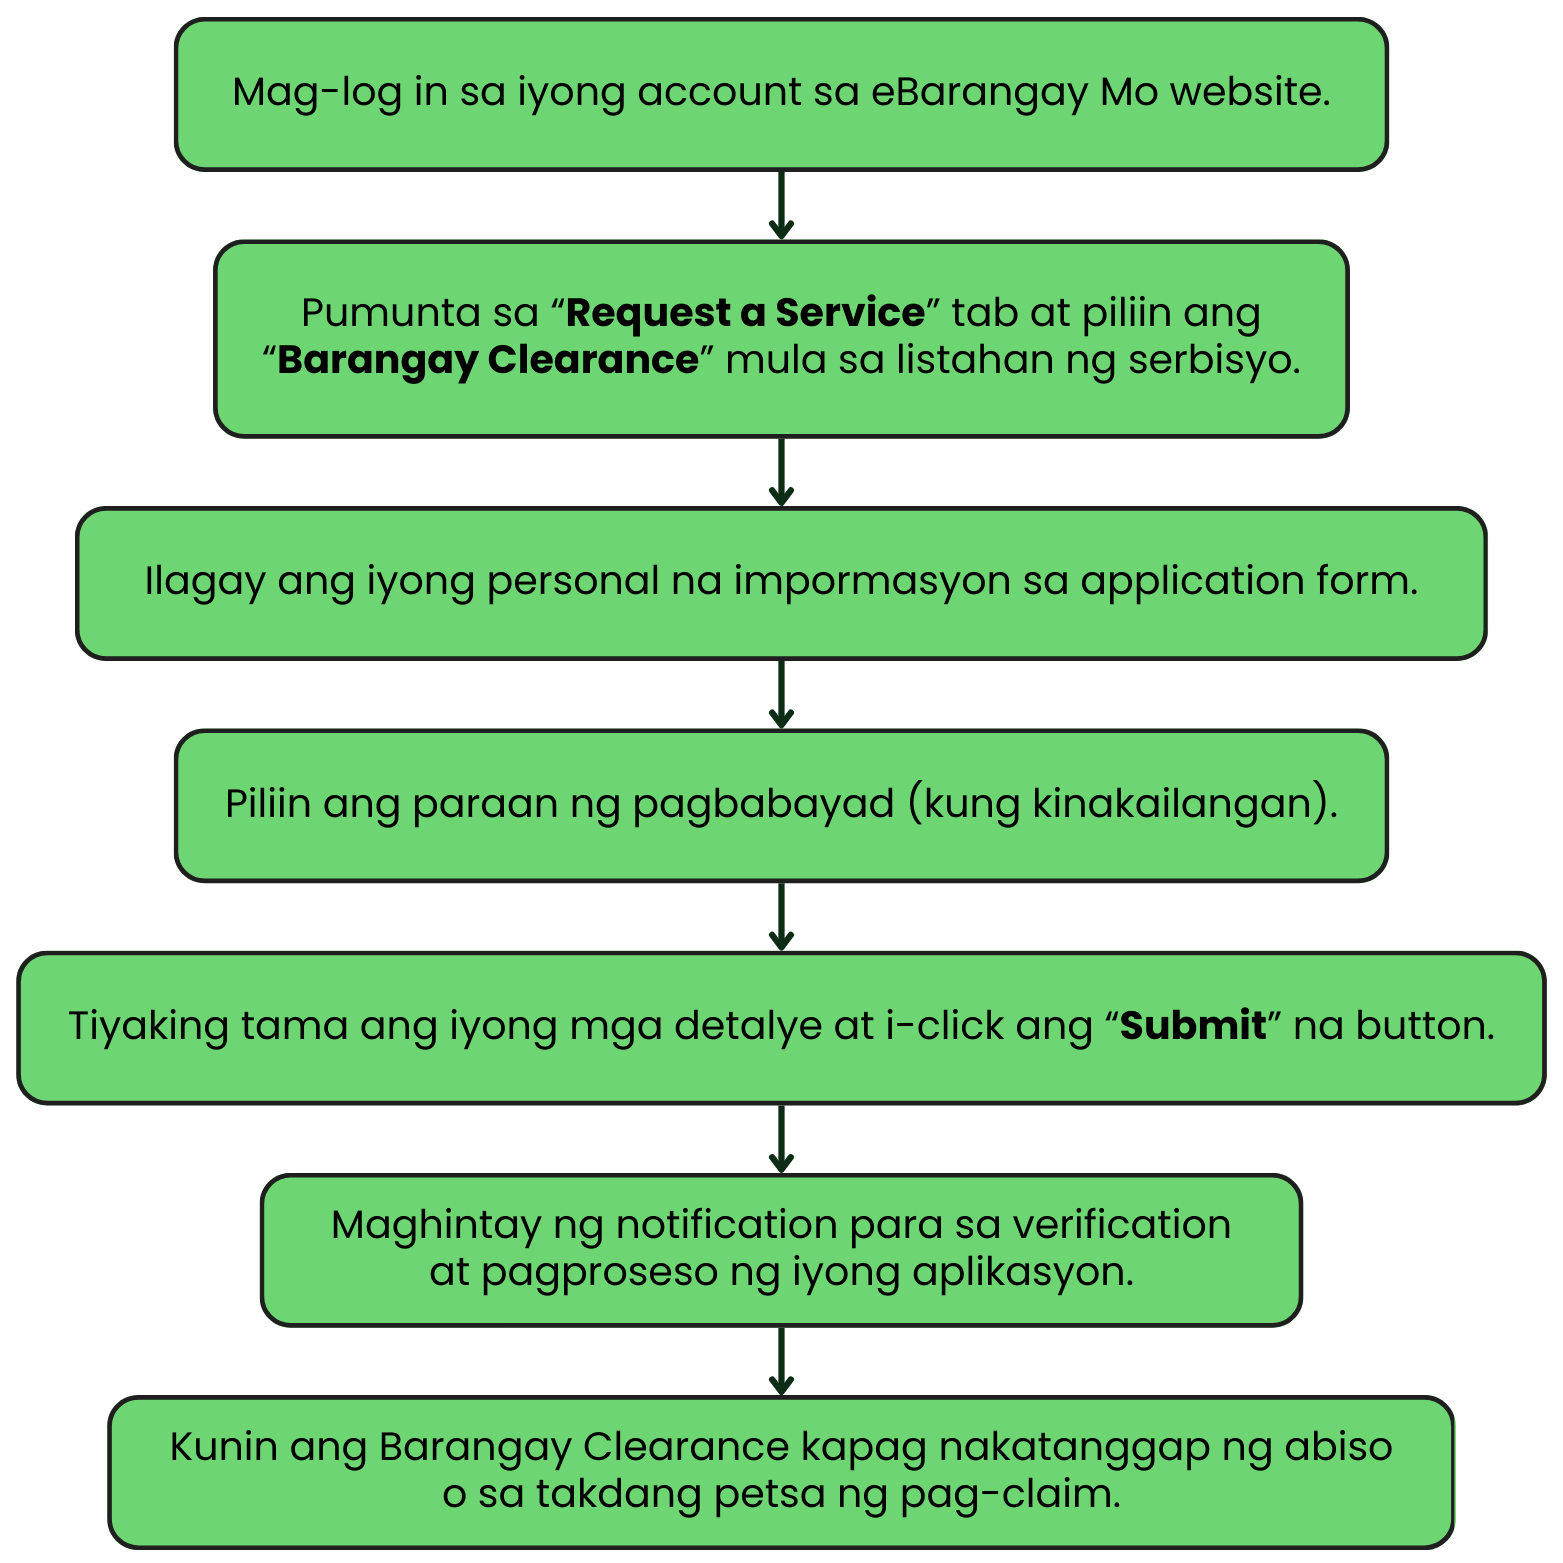 Mag-log in sa iyong account sa eBarangay Mo website.
Pumunta sa “Request a Service” tab at piliin ang
“Barangay Clearance” mula sa listahan ng serbisyo.
Ilagay ang iyong personal na impormasyon sa application form.
Piliin ang paraan ng pagbabayad (kung kinakailangan).
Tiyaking tama ang iyong mga detalye at i-click ang “Submit” na button.
Maghintay ng notification para sa verification
at pagproseso ng iyong aplikasyon.
Kunin ang Barangay Clearance kapag nakatanggap ng abiso
o sa takdang petsa ng pag-claim.